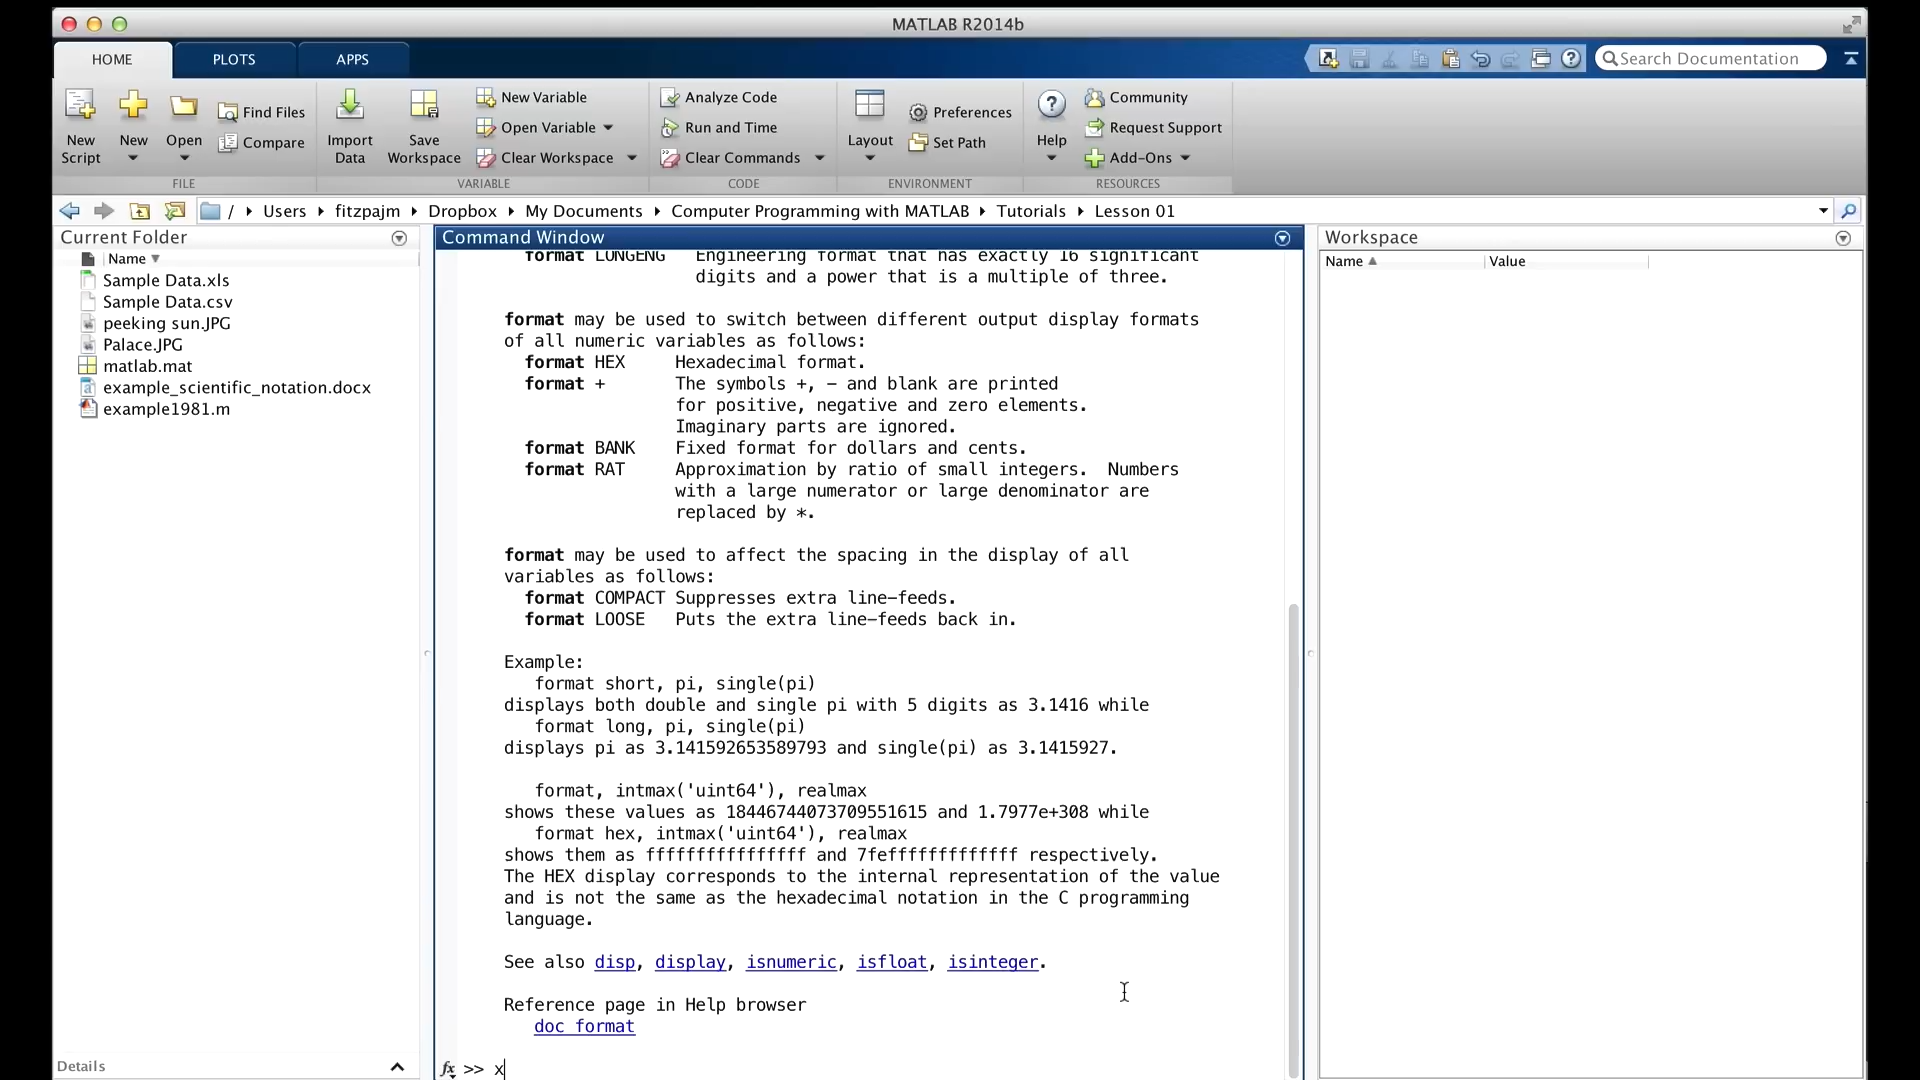 MATLAB R2014b
HOME
PLOTS
APPS
Search Documentation
New Script
New
Open
Find Files
Compare
FILE
Import Data
Save Workspace
New Variable
Open Variable
Clear Workspace
VARIABLE
Analyze Code
Run and Time
Clear Commands
CODE
Layout
Preferences
Set Path
ENVIRONMENT
Help
Community
Request Support
Add-Ons
RESOURCES
/ Users fitzpajm Dropbox My Documents Computer Programming with MATLAB Tutorials Lesson 01
Current Folder
Name
Sample Data.xls
Sample Data.csv
peeking sun.JPG
Palace.JPG
matlab.mat
example_scientific_notation.docx
example1981.m
Details
Command Window
format LONGENG Engineering format that has exactly 16 significant
digits and a power that is a multiple of three.
format may be used to switch between different output display formats
of all numeric variables as follows:
format HEX Hexadecimal format.
format + The symbols +, - and blank are printed
for positive, negative and zero elements.
Imaginary parts are ignored.
format BANK Fixed format for dollars and cents.
format RAT Approximation by ratio of small integers. Numbers
with a large numerator or large denominator are
replaced by *.
format may be used to affect the spacing in the display of all
variables as follows:
format COMPACT Suppresses extra line-feeds.
format LOOSE Puts the extra line-feeds back in.
Example:
format short, pi, single(pi)
displays both double and single pi with 5 digits as 3.1416 while
format long, pi, single(pi)
displays pi as 3.141592653589793 and single(pi) as 3.1415927.
format, intmax('uint64'), realmax
shows these values as 18446744073709551615 and 1.7977e+308 while
format hex, intmax('uint64'), realmax
shows them as ffffffffffffffff and 7fefffffffffffff respectively.
The HEX display corresponds to the internal representation of the value
and is not the same as the hexadecimal notation in the C programming
language.
See also disp, display, isnumeric, isfloat, isinteger.
Reference page in Help browser
doc format
fx >> x
Workspace
Name Value